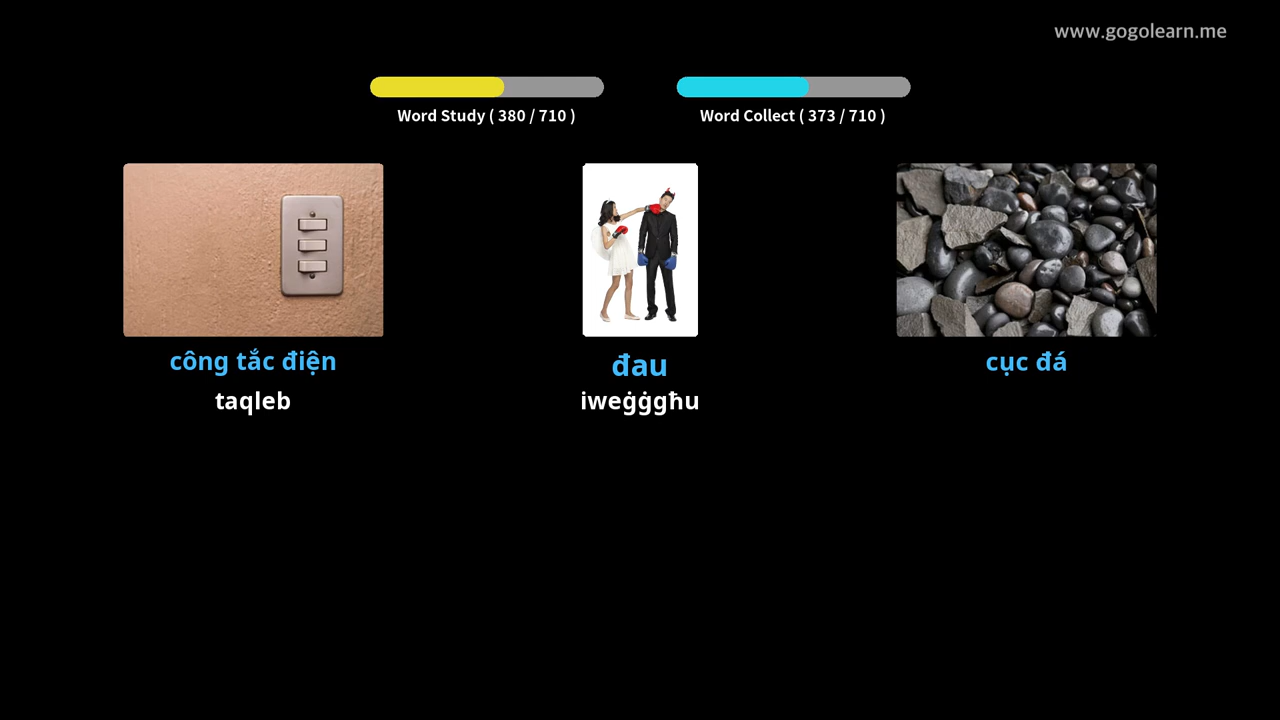 www.gogolearn.me
Word Study ( 380 / 710 )
Word Collect ( 373 / 710 )
công tắc điện
taqleb
đau
iweġġgħu
cục đá